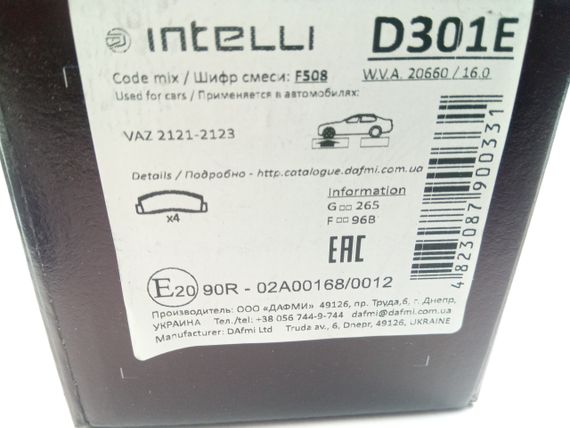 INTELLI D301E
Code mix / Шифр смеси: F508 W.V.A. 20660 / 16.0
Used for cars / Применяется в автомобилях:
VAZ 2121-2123
Details / Подробно - http.catalogue.dafmi.com.ua
Information
G □□ 265
x4
F □□ 96B
EAC
4823087900331
E20 90R - 02A00168/0012
Производитель: ООО «ДАФМИ» 49126, пр. Труда,6, г. Днепр,
УКРАИНА Тел./tel: +38 056 744-9-744 dafmi@dafmi.com.ua
Manufacturer: DAfmi Ltd Truda av., 6, Dnepr, 49126, UKRAINE